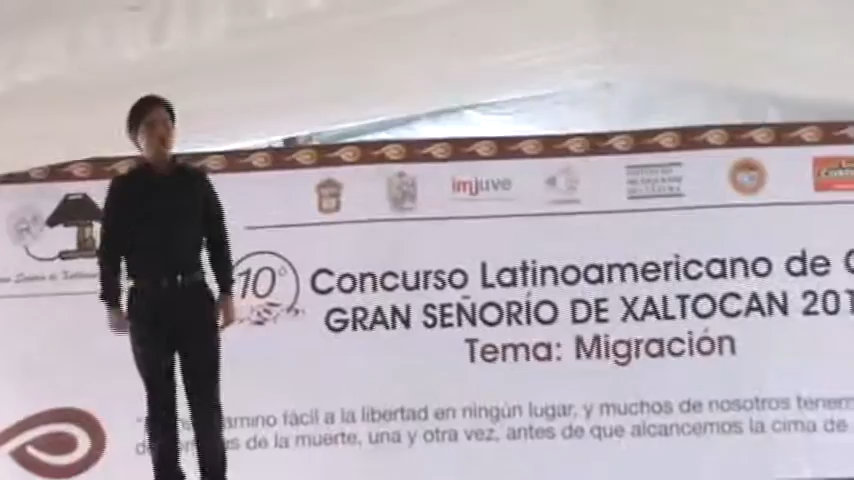 imjuve
10° Concurso Latinoamericano de
GRAN SEÑORÍO DE XALTOCAN 201
Tema: Migración
fácil a la libertad en ningún lugar, y muchos de nosotros
de la muerte, una y otra vez, antes de que alcancemos la cima de